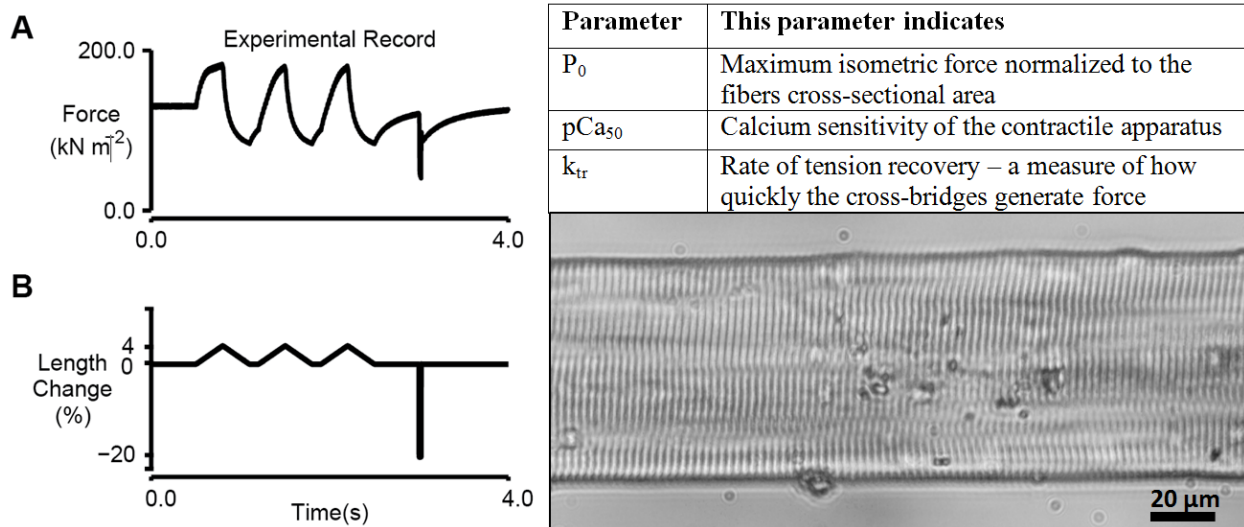 A
Experimental Record
200.0
Force
(kN m⁻²)
0.0
0.0 4.0
B
4
0
Length
Change
(%)
−20
0.0 4.0
Time(s)
Parameter This parameter indicates
P₀ Maximum isometric force normalized to the
fibers cross-sectional area
pCa₅₀ Calcium sensitivity of the contractile apparatus
kₜᵣ Rate of tension recovery – a measure of how
quickly the cross-bridges generate force
20 µm